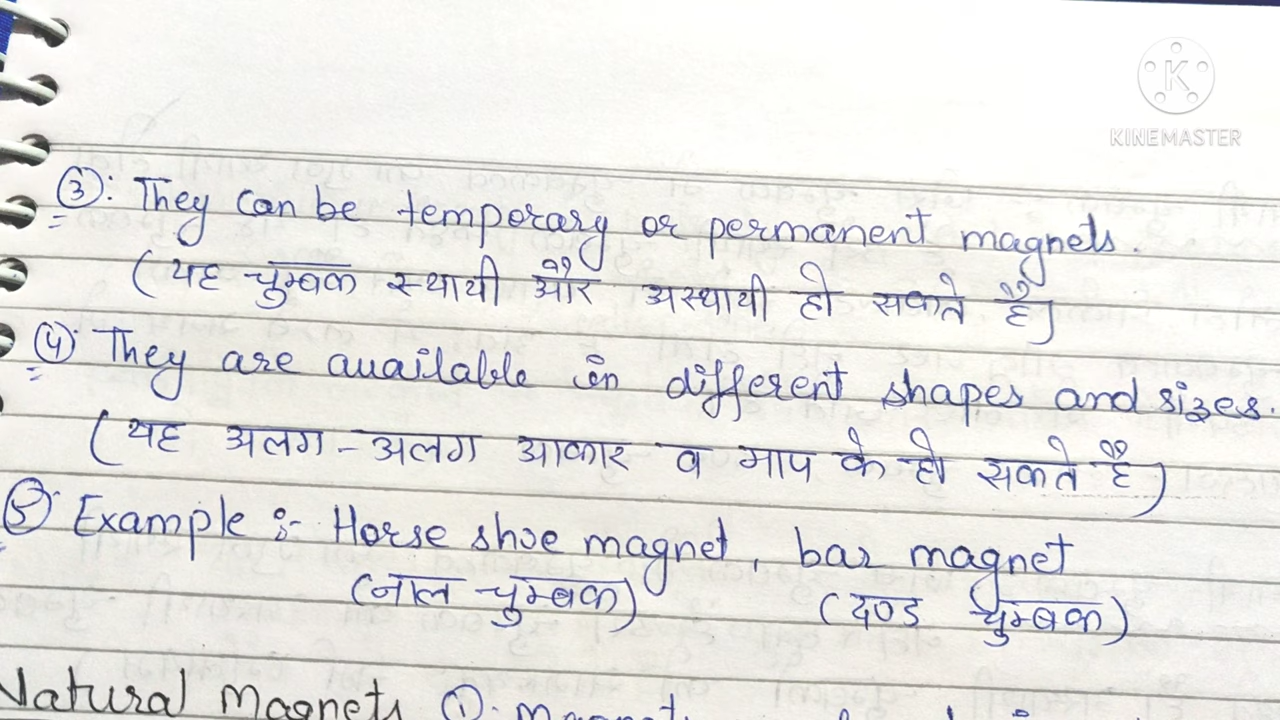 KINEMASTER
③: They can be temporary or permanent magnets.
(यह चुम्बक स्थायी और अस्थायी हो सकते हैं)
④ They are available in different shapes and sizes.
(यह अलग-अलग आकार व माप के हो सकते है)
⑤: Example :- Horse shoe magnet, bar magnet
(नाल चुम्बक) (दण्ड चुम्बक)
Natural Magnets ①: